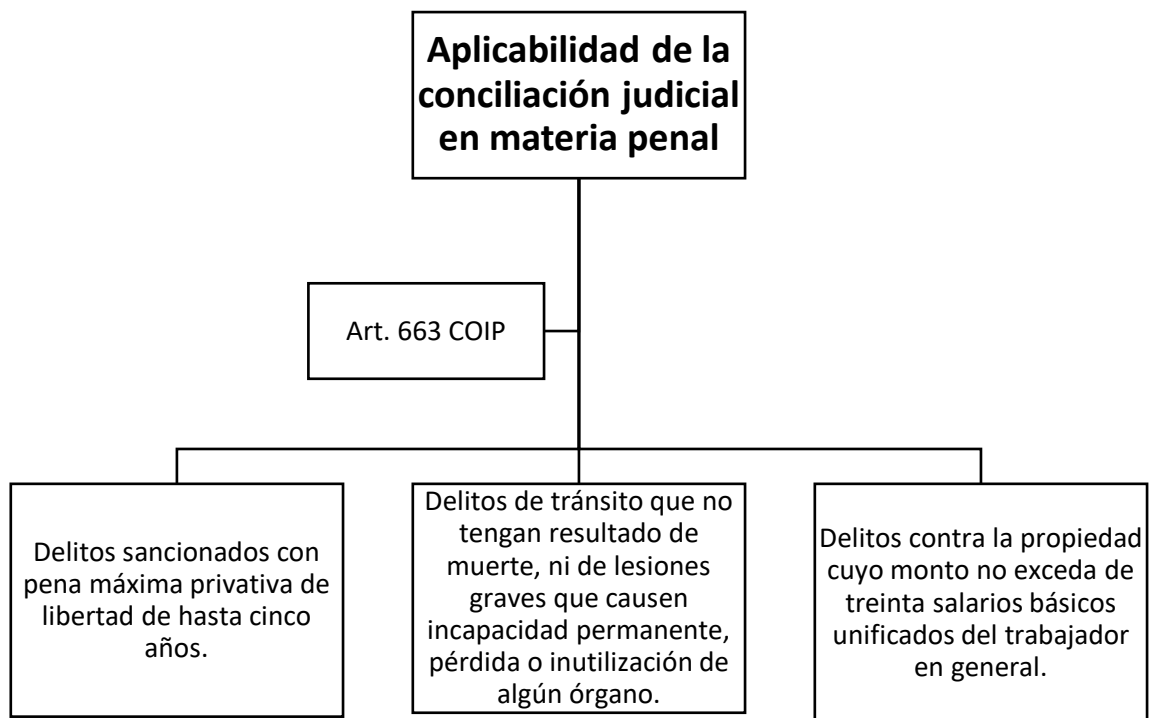 Aplicabilidad de la
conciliación judicial
en materia penal
Art. 663 COIP
Delitos sancionados con
pena máxima privativa de
libertad de hasta cinco
años.
Delitos de tránsito que no
tengan resultado de
muerte, ni de lesiones
graves que causen
incapacidad permanente,
pérdida o inutilización de
algún órgano.
Delitos contra la propiedad
cuyo monto no exceda de
treinta salarios básicos
unificados del trabajador
en general.